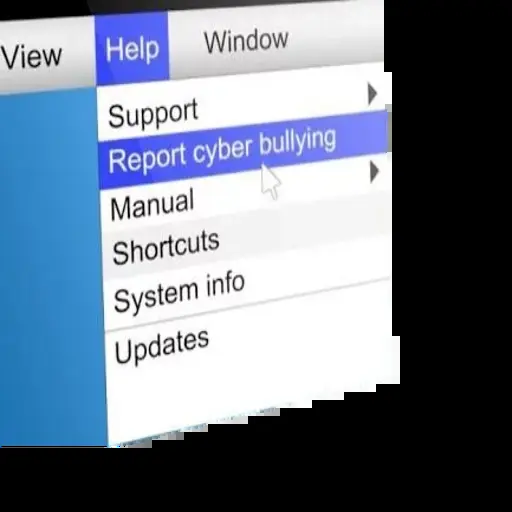 View Help Window
Support
Report cyber bullying
Manual
Shortcuts
System info
Updates